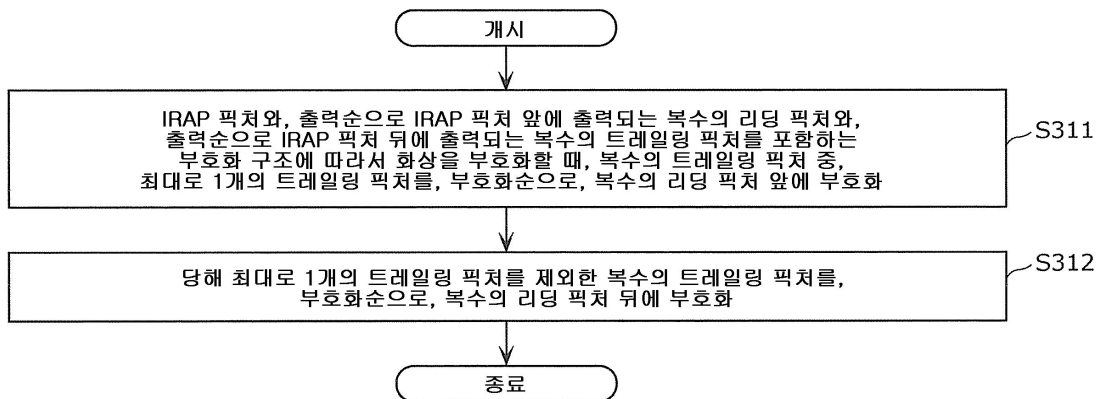 개시
IRAP 픽처와, 출력순으로 IRAP 픽처 앞에 출력되는 복수의 리딩 픽처와,
출력순으로 IRAP 픽처 뒤에 출력되는 복수의 트레일링 픽처를 포함하는
부호화 구조에 따라서 화상을 부호화할 때, 복수의 트레일링 픽처 중,
최대로 1개의 트레일링 픽처를, 부호화순으로, 복수의 리딩 픽처 앞에 부호화
S311
당해 최대로 1개의 트레일링 픽처를 제외한 복수의 트레일링 픽처를,
부호화순으로, 복수의 리딩 픽처 뒤에 부호화
S312
종료